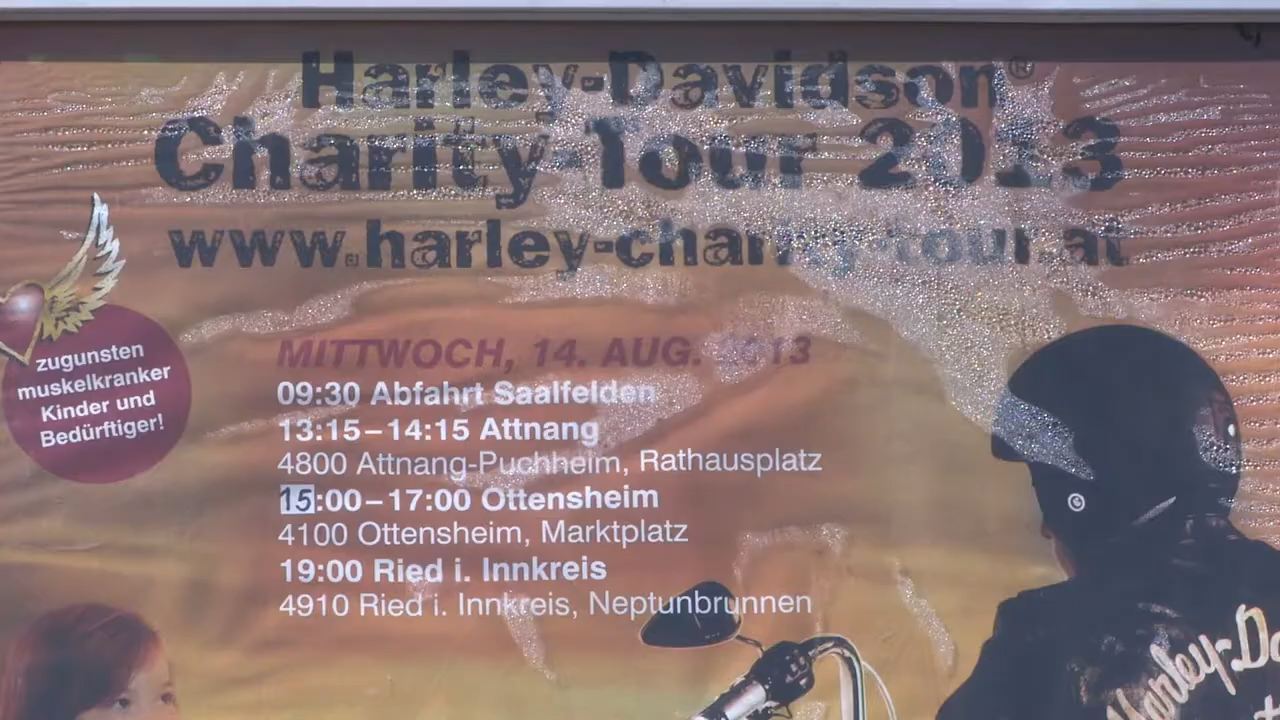 Harley-Davidson®
Charity-Tour 2013
www.harley-charity-tour.at
zugunsten
muskelkranker
Kinder und
Bedürftiger!
MITTWOCH, 14. AUG. 2013
09:30 Abfahrt Saalfelden
13:15–14:15 Attnang
4800 Attnang-Puchheim, Rathausplatz
15:00–17:00 Ottensheim
4100 Ottensheim, Marktplatz
19:00 Ried i. Innkreis
4910 Ried i. Innkreis, Neptunbrunnen
Harley-Da